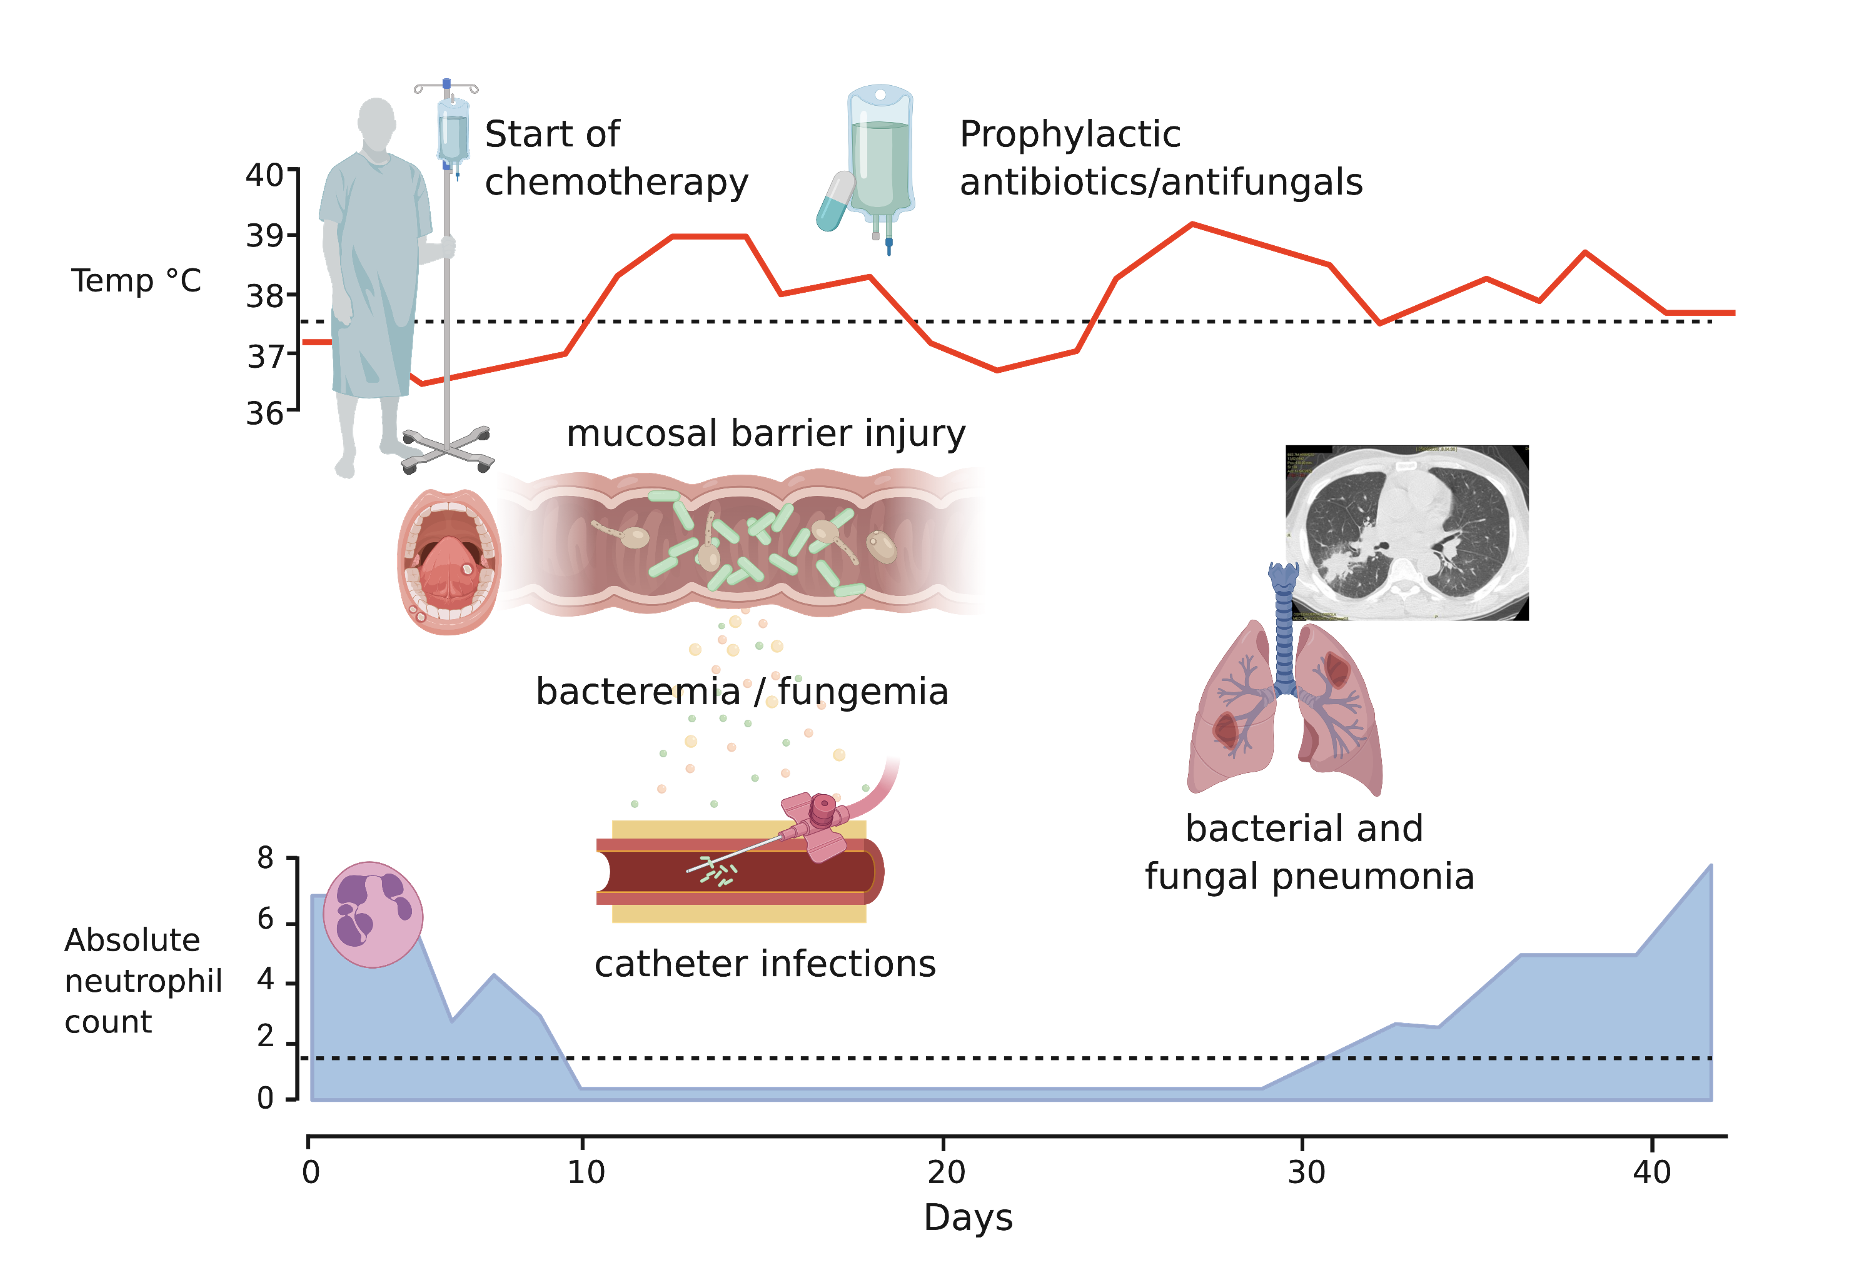 Start of
chemotherapy
Prophylactic
antibiotics/antifungals
40
39
Temp °C
38
37
36
mucosal barrier injury
bacteremia / fungemia
bacterial and
fungal pneumonia
catheter infections
8
6
Absolute
neutrophil
count
4
2
0
0
10
20
30
40
Days